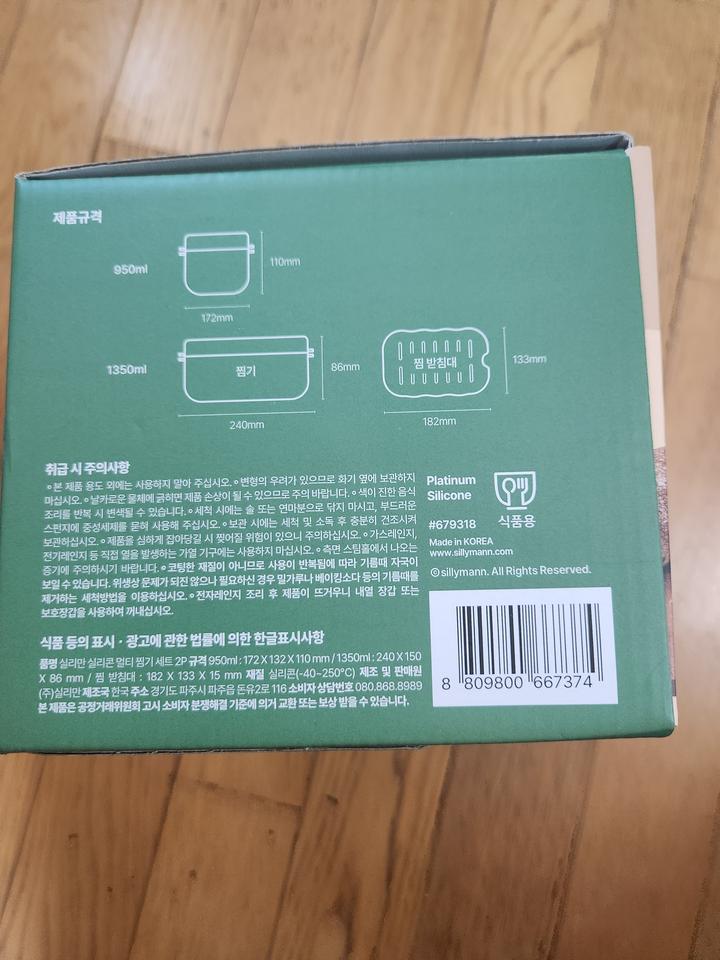 제품규격
950ml
110mm
172mm
1350ml
찜기
86mm
240mm
찜 받침대
133mm
182mm
취급 시 주의사항
∘본 제품 용도 외에는 사용하지 말아 주십시오. ∘변형의 우려가 있으므로 화기 옆에 보관하지
마십시오. ∘날카로운 물체에 긁히면 제품 손상이 될 수 있으므로 주의 바랍니다. ∘색이 진한 음식
조리를 반복 시 변색될 수 있습니다. ∘세척 시에는 솔 또는 연마분으로 닦지 마시고, 부드러운
스펀지에 중성세제를 묻혀 사용해 주십시오. ∘보관 시에는 세척 및 소독 후 충분히 건조시켜
보관하십시오. ∘제품을 심하게 잡아당길 시 찢어질 위험이 있으니 주의하십시오. ∘가스레인지,
전기레인지 등 직접 열을 발생하는 가열 기구에는 사용하지 마십시오. ∘측면 스팀홀에서 나오는
증기에 주의하시기 바랍니다. ∘코팅한 재질이 아니므로 사용이 반복됨에 따라 기름때 자국이
보일 수 있습니다. 위생상 문제가 되진 않으나 필요하신 경우 밀가루나 베이킹소다 등의 기름때를
제거하는 세척방법을 이용하십시오. ∘전자레인지 조리 후 제품이 뜨거우니 내열 장갑 또는
보호장갑을 사용하여 꺼내십시오.
Platinum
Silicone
식품용
#679318
Made in KOREA
www.sillymann.com
©sillymann. All Rights Reserved.
식품 등의 표시 · 광고에 관한 법률에 의한 한글표시사항
품명 실리만 실리콘 멀티 찜기 세트 2P 규격 950ml : 172 X 132 X 110 mm / 1350ml : 240 X 150
X 86 mm / 찜 받침대 : 182 X 133 X 15 mm 재질 실리콘(-40~250°C) 제조 및 판매원
(주)실리만 제조국 한국 주소 경기도 파주시 파주읍 돈유2로 116 소비자 상담번호 080.868.8989
본 제품은 공정거래위원회 고시 소비자 분쟁해결 기준에 의거 교환 또는 보상 받을 수 있습니다.
8 809800 667374